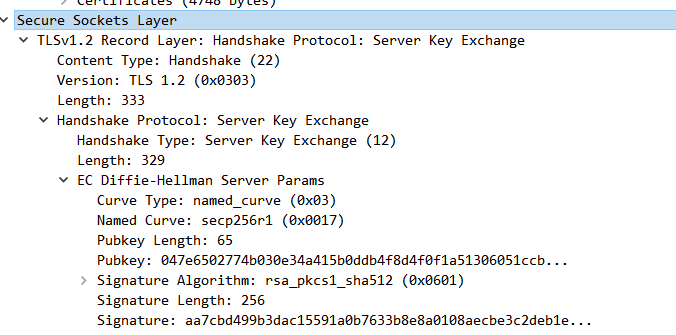 Certificates (4748 bytes)
Secure Sockets Layer
TLSv1.2 Record Layer: Handshake Protocol: Server Key Exchange
Content Type: Handshake (22)
Version: TLS 1.2 (0x0303)
Length: 333
Handshake Protocol: Server Key Exchange
Handshake Type: Server Key Exchange (12)
Length: 329
EC Diffie-Hellman Server Params
Curve Type: named_curve (0x03)
Named Curve: secp256r1 (0x0017)
Pubkey Length: 65
Pubkey: 047e6502774b030e34a415b0ddb4f8d4f0f1a51306051ccb...
Signature Algorithm: rsa_pkcs1_sha512 (0x0601)
Signature Length: 256
Signature: aa7cbd499b3dac15591a0b7633b8e8a0108aecbe3c2deb1e...